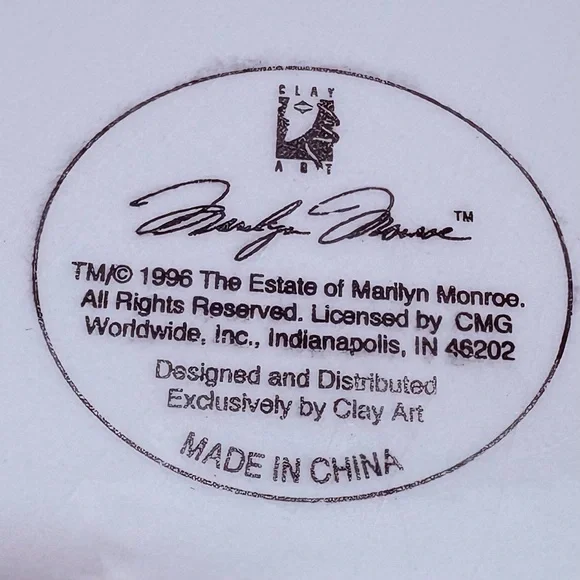 CLAY
ART
Marilyn Monroe™
TM/© 1996 The Estate of Marilyn Monroe.
All Rights Reserved. Licensed by CMG
Worldwide, Inc., Indianapolis, IN 46202
Designed and Distributed
Exclusively by Clay Art
MADE IN CHINA